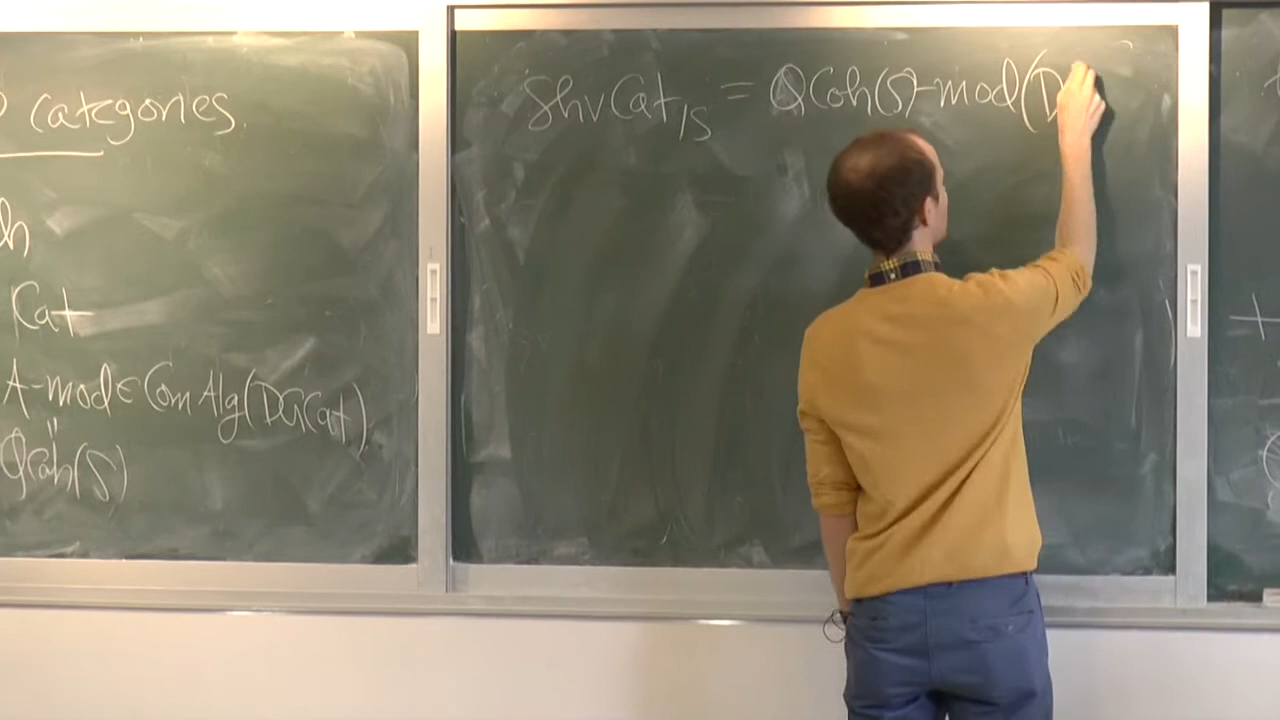 categories
Cat
A-mod ∈ ComAlg(DGCat)
QCoh(S)
ShvCat/S = QCoh(S)-mod(D